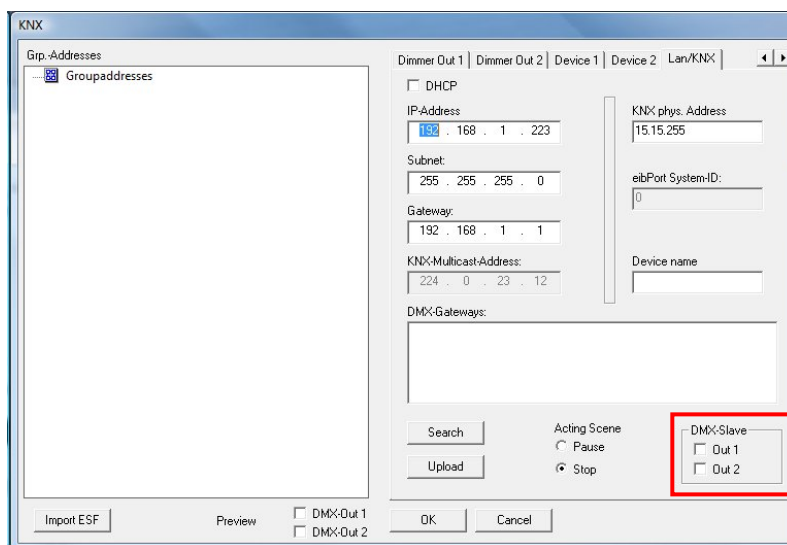 KNX
Grp.-Addresses
Groupaddresses
Import ESF
Preview
DMX-Out 1
DMX-Out 2
Dimmer Out 1 Dimmer Out 2 Device 1 Device 2 Lan/KNX
DHCP
IP-Address
192 . 168 . 1 . 223
Subnet:
255 . 255 . 255 . 0
Gateway:
192 . 168 . 1 . 1
KNX-Multicast-Address:
224 . 0 . 23 . 12
KNX phys. Address
15.15.255
eibPort System-ID:
0
Device name
DMX-Gateways:
Search
Upload
Acting Scene
Pause
Stop
DMX-Slave
Out 1
Out 2
OK
Cancel